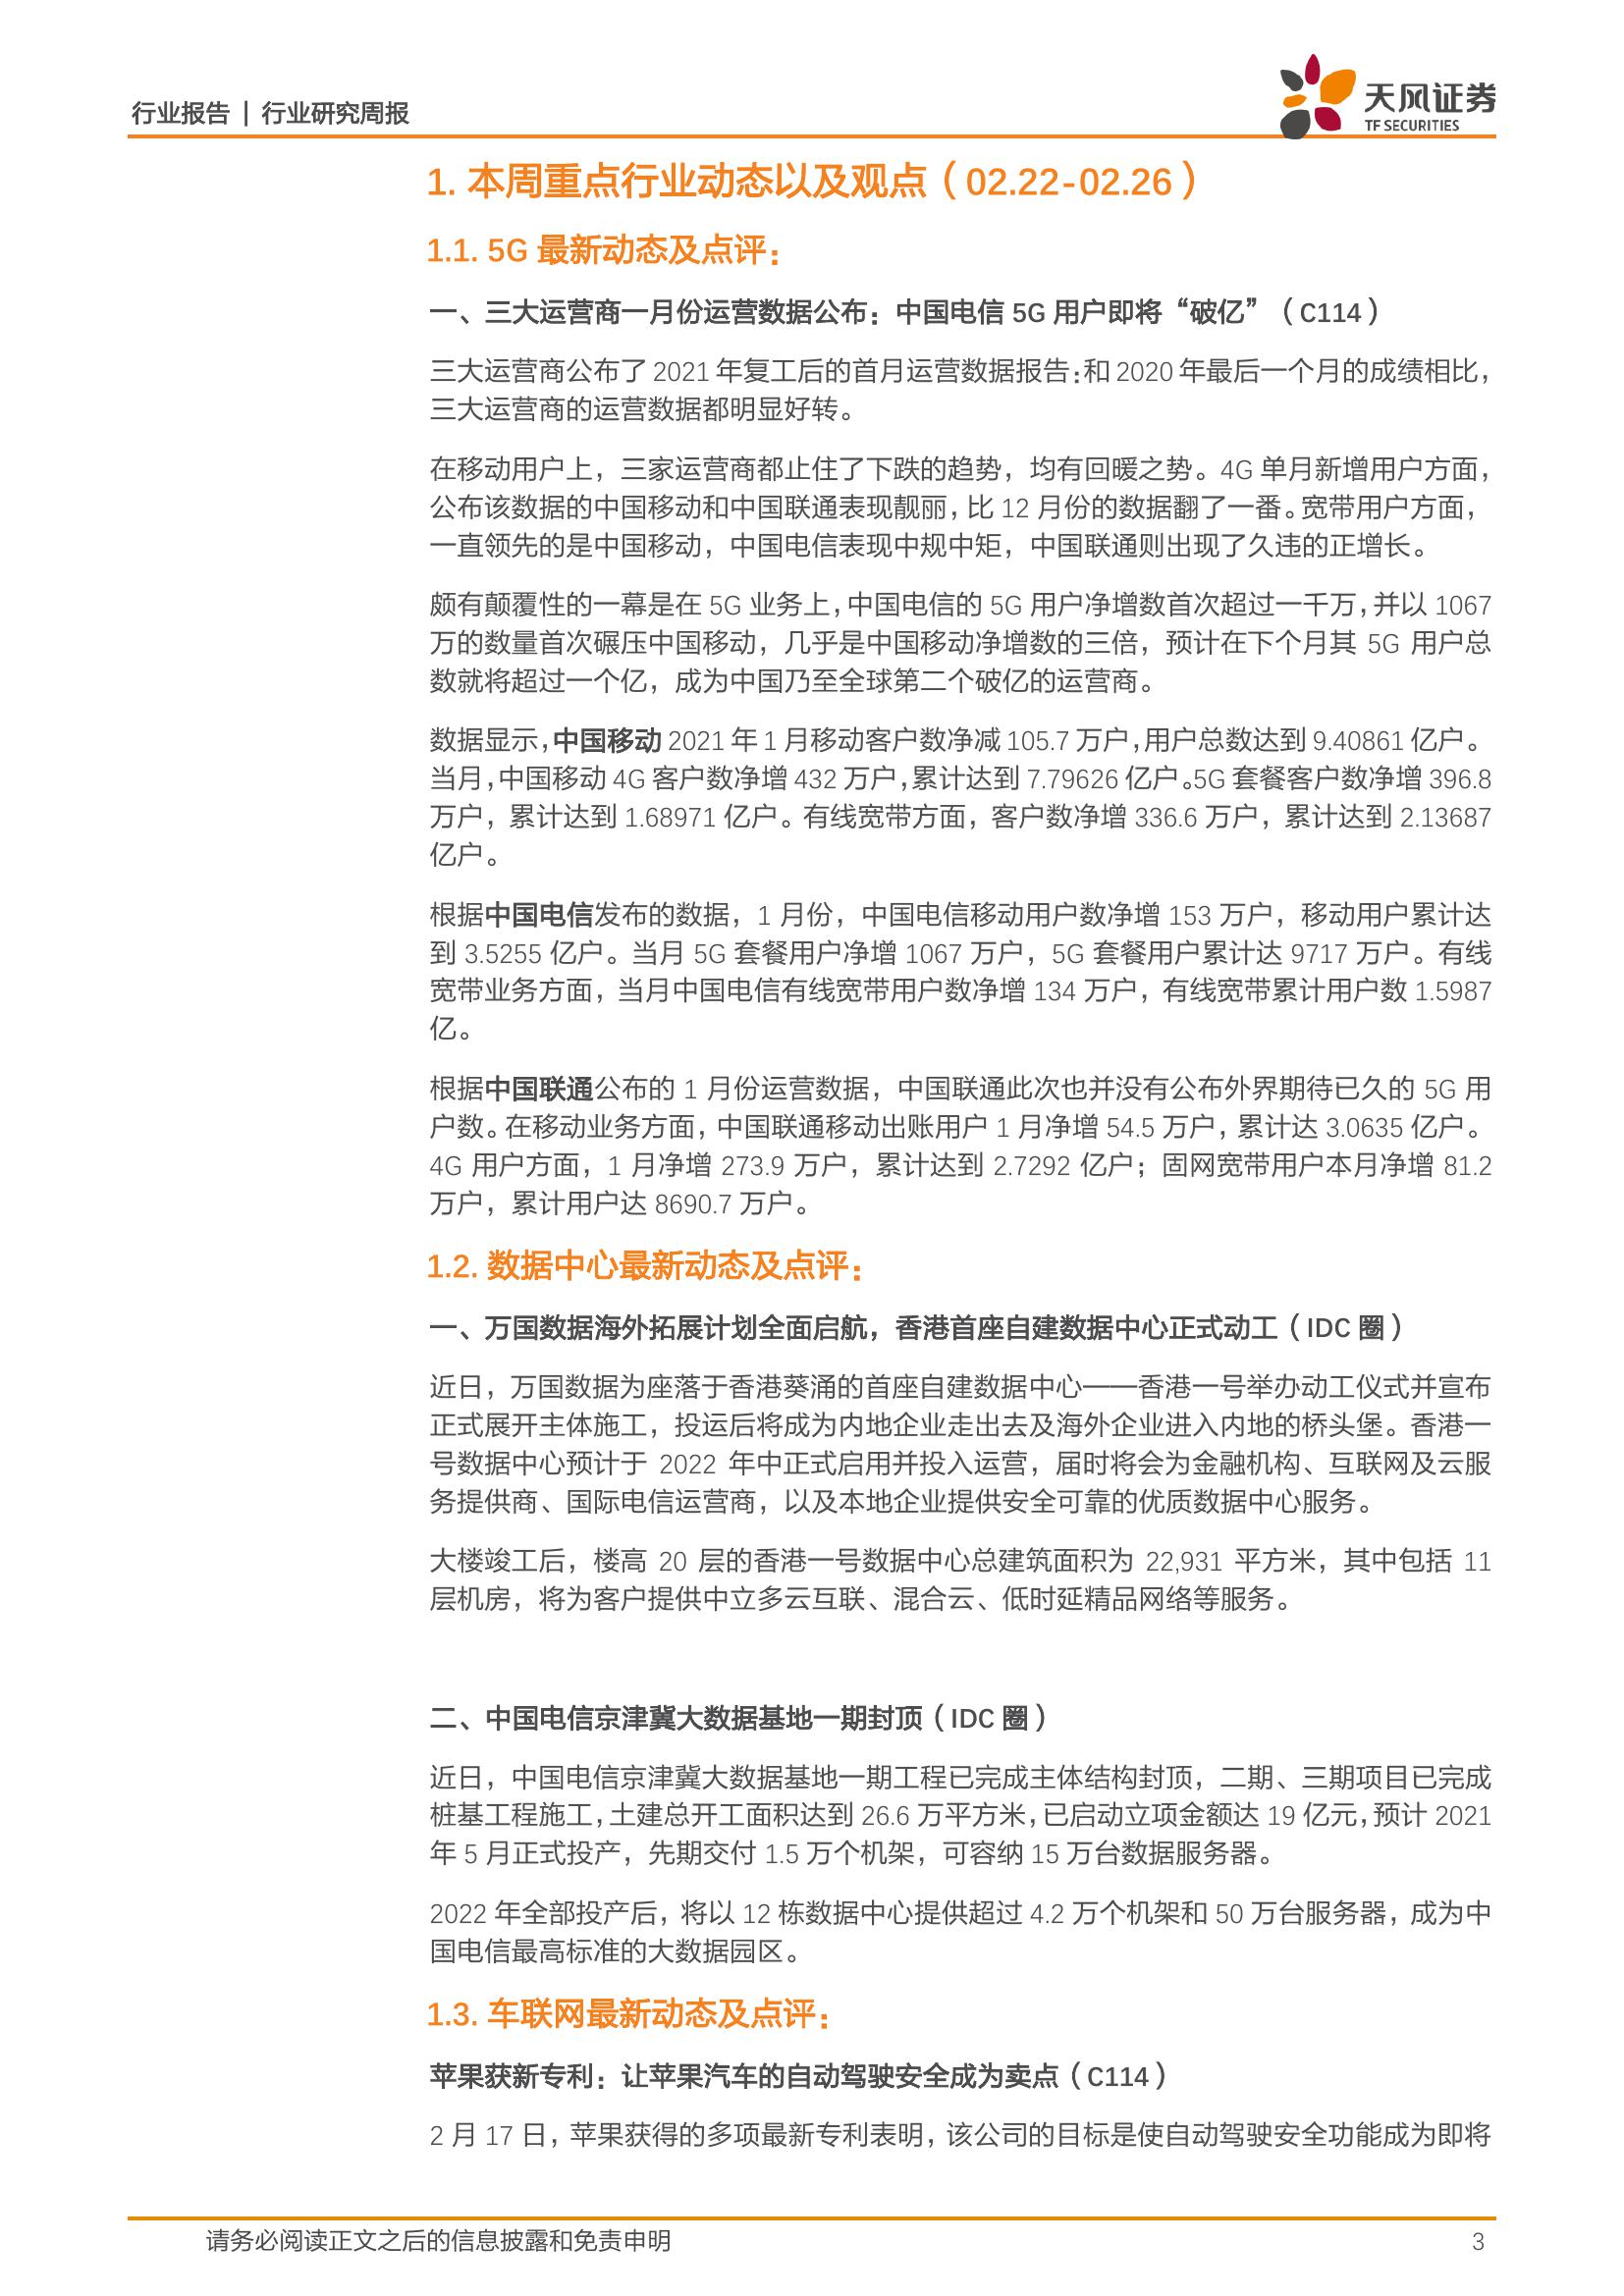 行业报告 | 行业研究周报
天风证券
TF SECURITIES
1. 本周重点行业动态以及观点（02.22-02.26）
1.1. 5G 最新动态及点评：
一、三大运营商一月份运营数据公布：中国电信 5G 用户即将“破亿”（C114）
三大运营商公布了 2021 年复工后的首月运营数据报告：和 2020 年最后一个月的成绩相比，
三大运营商的运营数据都明显好转。
在移动用户上，三家运营商都止住了下跌的趋势，均有回暖之势。4G 单月新增用户方面，
公布该数据的中国移动和中国联通表现靓丽，比 12 月份的数据翻了一番。宽带用户方面，
一直领先的是中国移动，中国电信表现中规中矩，中国联通则出现了久违的正增长。
颇有颠覆性的一幕是在 5G 业务上，中国电信的 5G 用户净增数首次超过一千万，并以 1067
万的数量首次碾压中国移动，几乎是中国移动净增数的三倍，预计在下个月其 5G 用户总
数就将超过一个亿，成为中国乃至全球第二个破亿的运营商。
数据显示，中国移动 2021 年 1 月移动客户数净减 105.7 万户，用户总数达到 9.40861 亿户。
当月，中国移动 4G 客户数净增 432 万户，累计达到 7.79626 亿户。5G 套餐客户数净增 396.8
万户，累计达到 1.68971 亿户。有线宽带方面，客户数净增 336.6 万户，累计达到 2.13687
亿户。
根据中国电信发布的数据，1 月份，中国电信移动用户数净增 153 万户，移动用户累计达
到 3.5255 亿户。当月 5G 套餐用户净增 1067 万户，5G 套餐用户累计达 9717 万户。有线
宽带业务方面，当月中国电信有线宽带用户数净增 134 万户，有线宽带累计用户数 1.5987
亿。
根据中国联通公布的 1 月份运营数据，中国联通此次也并没有公布外界期待已久的 5G 用
户数。在移动业务方面，中国联通移动出账用户 1 月净增 54.5 万户，累计达 3.0635 亿户。
4G 用户方面，1 月净增 273.9 万户，累计达到 2.7292 亿户；固网宽带用户本月净增 81.2
万户，累计用户达 8690.7 万户。
1.2. 数据中心最新动态及点评：
一、万国数据海外拓展计划全面启航，香港首座自建数据中心正式动工（IDC 圈）
近日，万国数据为座落于香港葵涌的首座自建数据中心——香港一号举办动工仪式并宣布
正式展开主体施工，投运后将成为内地企业走出去及海外企业进入内地的桥头堡。香港一
号数据中心预计于 2022 年中正式启用并投入运营，届时将会为金融机构、互联网及云服
务提供商、国际电信运营商，以及本地企业提供安全可靠的优质数据中心服务。
大楼竣工后，楼高 20 层的香港一号数据中心总建筑面积为 22,931 平方米，其中包括 11
层机房，将为客户提供中立多云互联、混合云、低时延精品网络等服务。
二、中国电信京津冀大数据基地一期封顶（IDC 圈）
近日，中国电信京津冀大数据基地一期工程已完成主体结构封顶，二期、三期项目已完成
桩基工程施工，土建总开工面积达到 26.6 万平方米，已启动立项金额达 19 亿元，预计 2021
年 5 月正式投产，先期交付 1.5 万个机架，可容纳 15 万台数据服务器。
2022 年全部投产后，将以 12 栋数据中心提供超过 4.2 万个机架和 50 万台服务器，成为中
国电信最高标准的大数据园区。
1.3. 车联网最新动态及点评：
苹果获新专利：让苹果汽车的自动驾驶安全成为卖点（C114）
2 月 17 日，苹果获得的多项最新专利表明，该公司的目标是使自动驾驶安全功能成为即将
请务必阅读正文之后的信息披露和免责申明
3